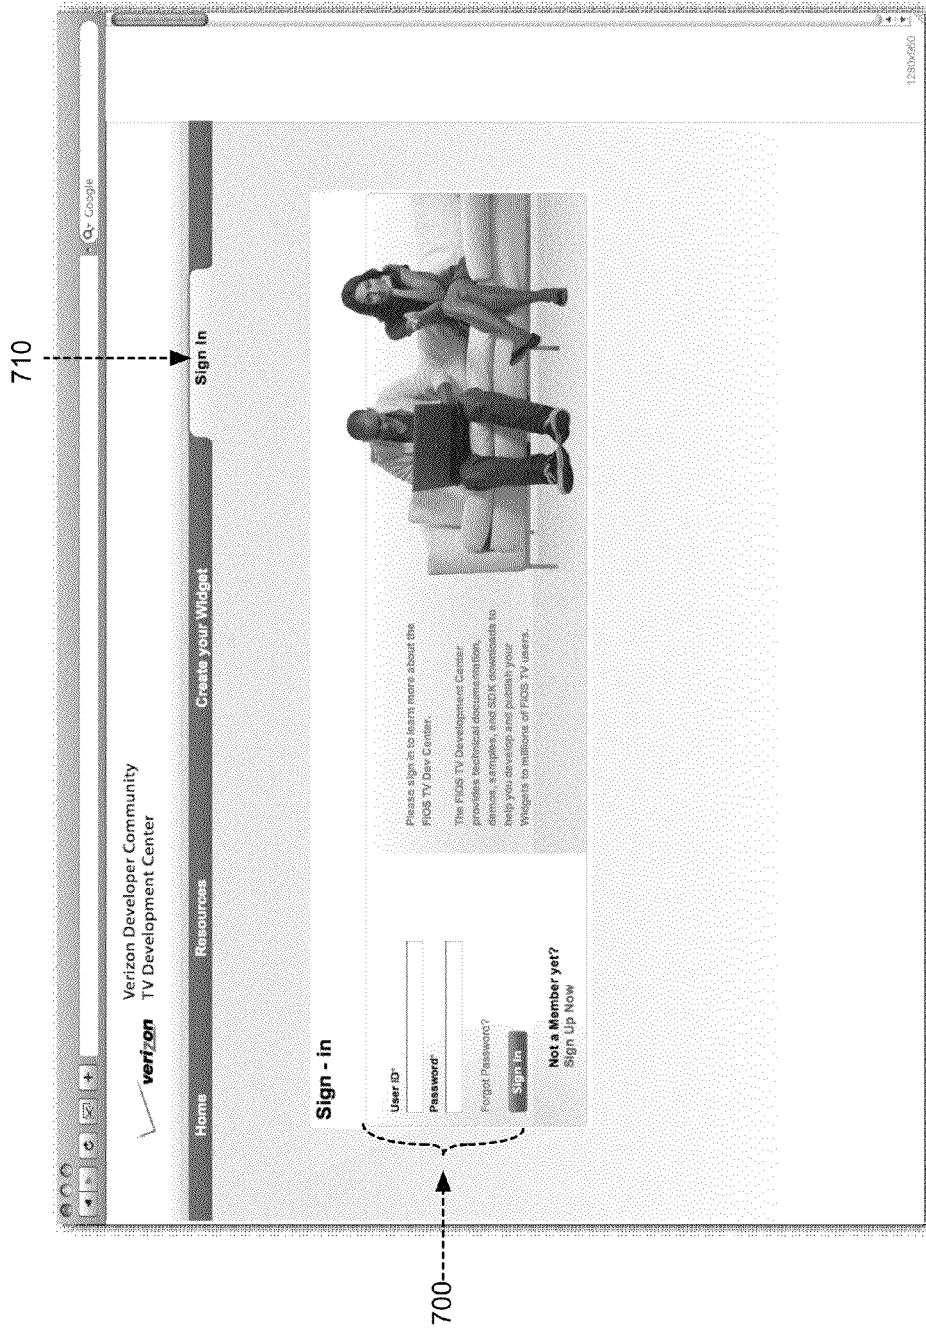 710
Google
verizon
Verizon Developer Community
TV Development Center
Home
Resources
Create your Widget
Sign In
Sign - in
User ID*
Password*
Forgot Password?
Sign In
Not a Member yet?
Sign Up Now
Please sign in to learn more about the
FiOS TV Dev Center.
The FiOS TV Development Center
provides technical documentation,
demos, samples, and SDK downloads to
help you develop and publish your
Widgets to millions of FiOS TV users.
700
1280x960